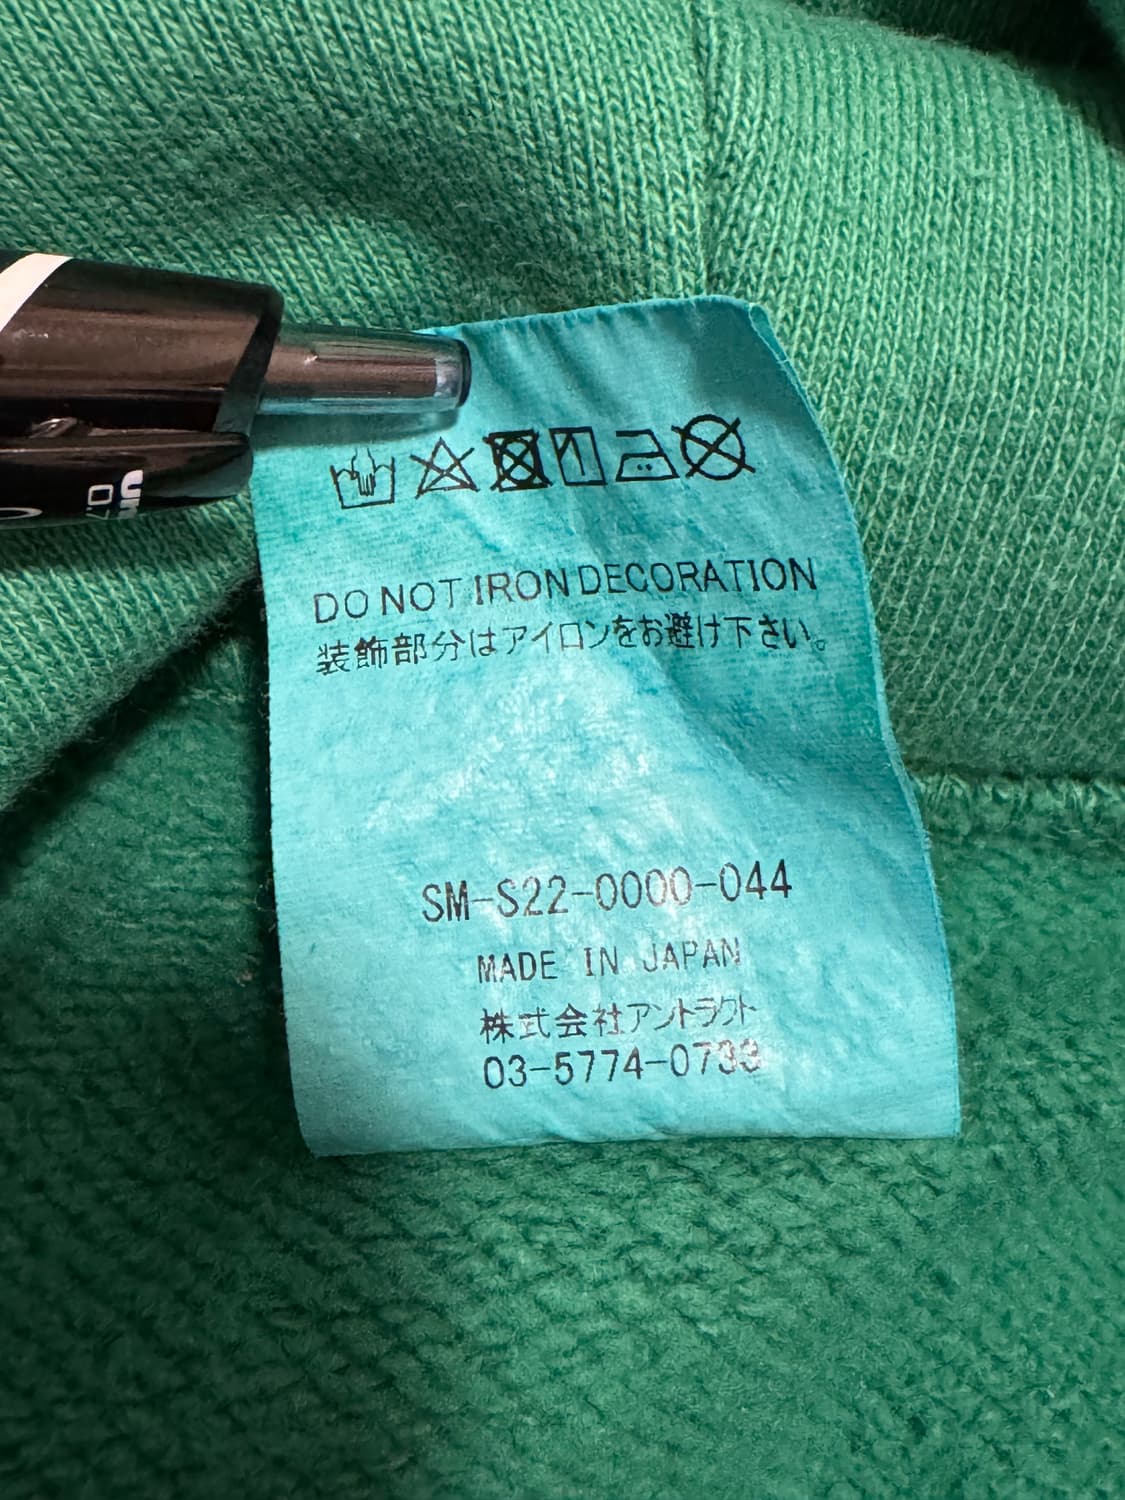 DO NOT IRON DECORATION
装飾部分はアイロンをお避け下さい。
SM-S22-0000-044
MADE IN JAPAN
株式会社アントラクト
03-5774-0733